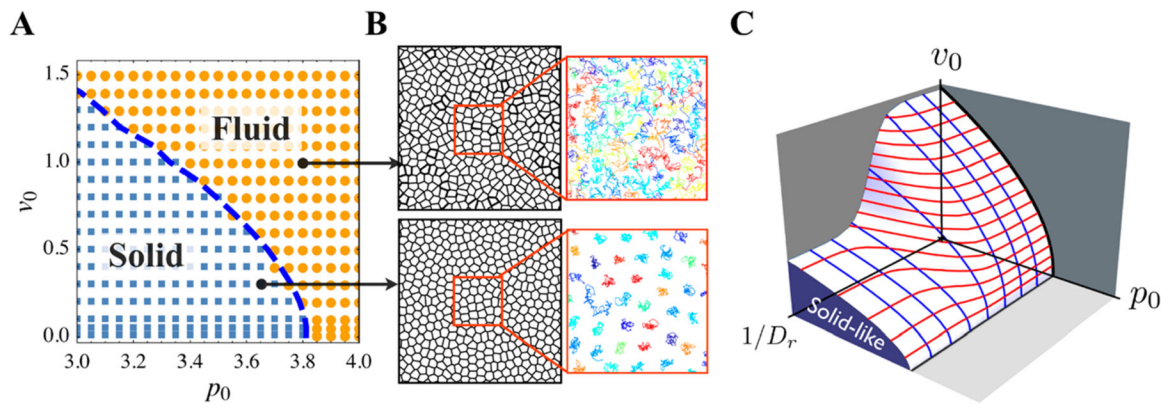 A
B
C
v₀
1.5
1.0
0.5
0.0
Fluid
Solid
3.0 3.2 3.4 3.6 3.8 4.0
p₀
v₀
p₀
1/Dᵣ
Solid-like